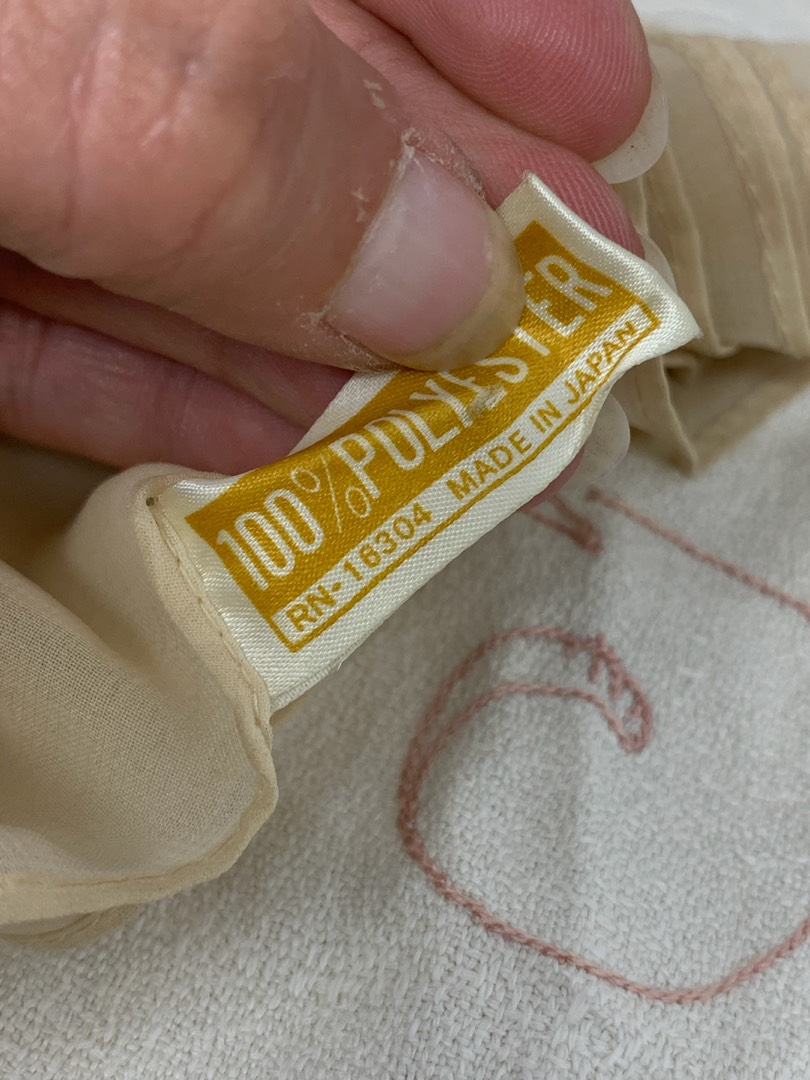 100% POLYESTER
RN-16304 MADE IN JAPAN